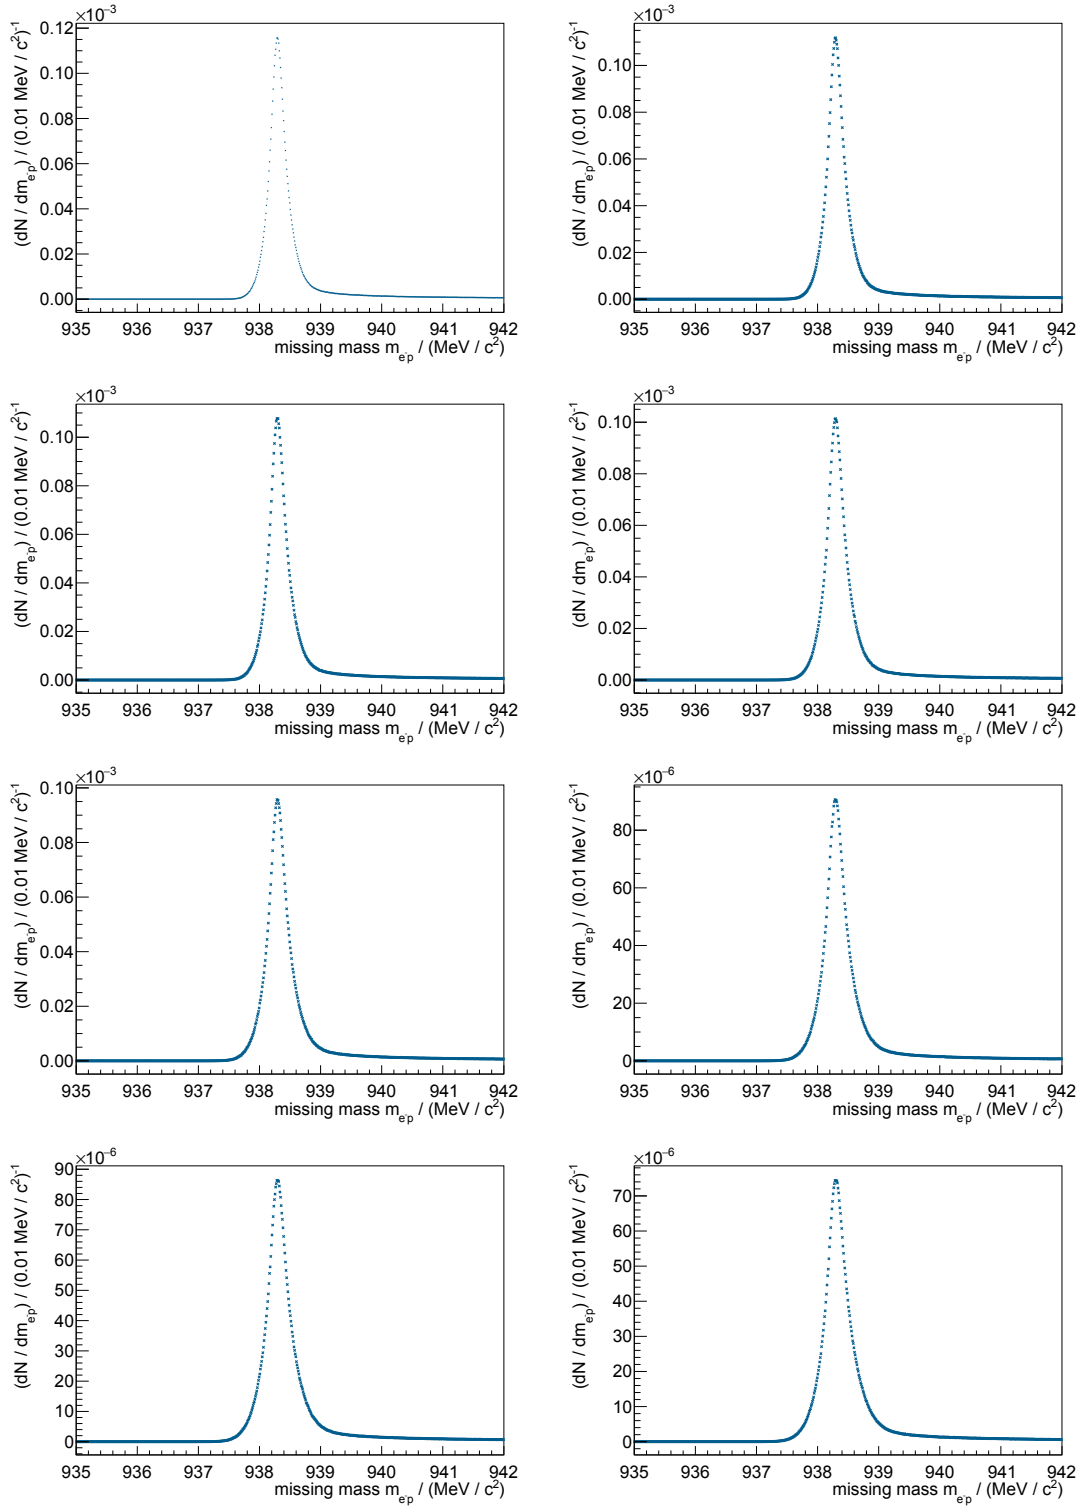 ×10⁻³
(dN / dm_e'p) / (0.01 MeV / c²)⁻¹
0.12
0.10
0.08
0.06
0.04
0.02
0.00
935 936 937 938 939 940 941 942
missing mass m_e'p / (MeV / c²)
×10⁻³
(dN / dm_e'p) / (0.01 MeV / c²)⁻¹
0.10
0.08
0.06
0.04
0.02
0.00
935 936 937 938 939 940 941 942
missing mass m_e'p / (MeV / c²)
×10⁻³
(dN / dm_e'p) / (0.01 MeV / c²)⁻¹
0.10
0.08
0.06
0.04
0.02
0.00
935 936 937 938 939 940 941 942
missing mass m_e'p / (MeV / c²)
×10⁻³
(dN / dm_e'p) / (0.01 MeV / c²)⁻¹
0.10
0.08
0.06
0.04
0.02
0.00
935 936 937 938 939 940 941 942
missing mass m_e'p / (MeV / c²)
×10⁻³
(dN / dm_e'p) / (0.01 MeV / c²)⁻¹
0.10
0.08
0.06
0.04
0.02
0.00
935 936 937 938 939 940 941 942
missing mass m_e'p / (MeV / c²)
×10⁻⁶
(dN / dm_e'p) / (0.01 MeV / c²)⁻¹
80
60
40
20
0
935 936 937 938 939 940 941 942
missing mass m_e'p / (MeV / c²)
×10⁻⁶
(dN / dm_e'p) / (0.01 MeV / c²)⁻¹
90
80
70
60
50
40
30
20
10
0
935 936 937 938 939 940 941 942
missing mass m_e'p / (MeV / c²)
×10⁻⁶
(dN / dm_e'p) / (0.01 MeV / c²)⁻¹
70
60
50
40
30
20
10
0
935 936 937 938 939 940 941 942
missing mass m_e'p / (MeV / c²)